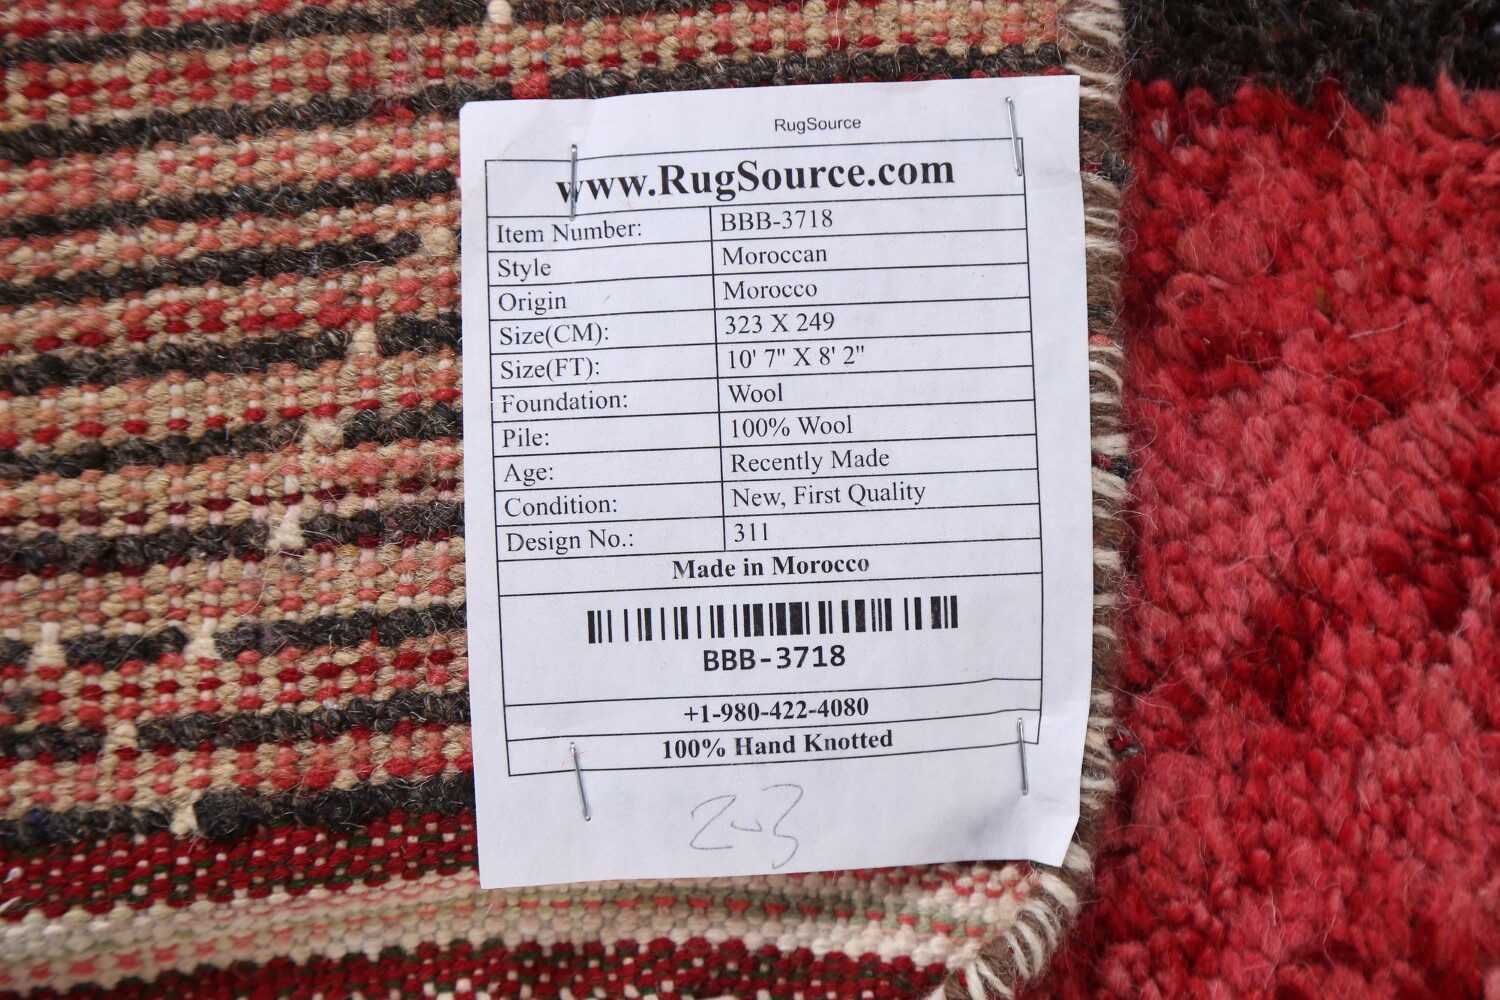 RugSource
www.RugSource.com
Item Number: BBB-3718
Style Moroccan
Origin Morocco
Size(CM): 323 X 249
Size(FT): 10' 7" X 8' 2"
Foundation: Wool
Pile: 100% Wool
Age: Recently Made
Condition: New, First Quality
Design No.: 311
Made in Morocco
BBB-3718
+1-980-422-4080
100% Hand Knotted